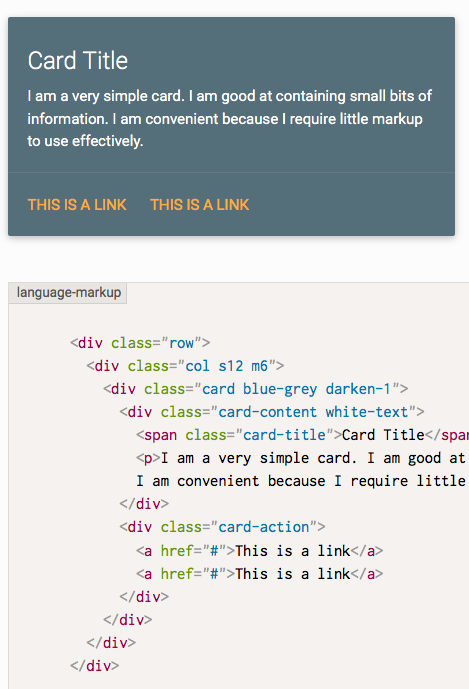 Card Title
I am a very simple card. I am good at containing small bits of
information. I am convenient because I require little markup
to use effectively.
THIS IS A LINK THIS IS A LINK
language-markup
<div class="row">
<div class="col s12 m6">
<div class="card blue-grey darken-1">
<div class="card-content white-text">
<span class="card-title">Card Title</span
<p>I am a very simple card. I am good at
I am convenient because I require little
</div>
<div class="card-action">
<a href="#">This is a link</a>
<a href="#">This is a link</a>
</div>
</div>
</div>
</div>